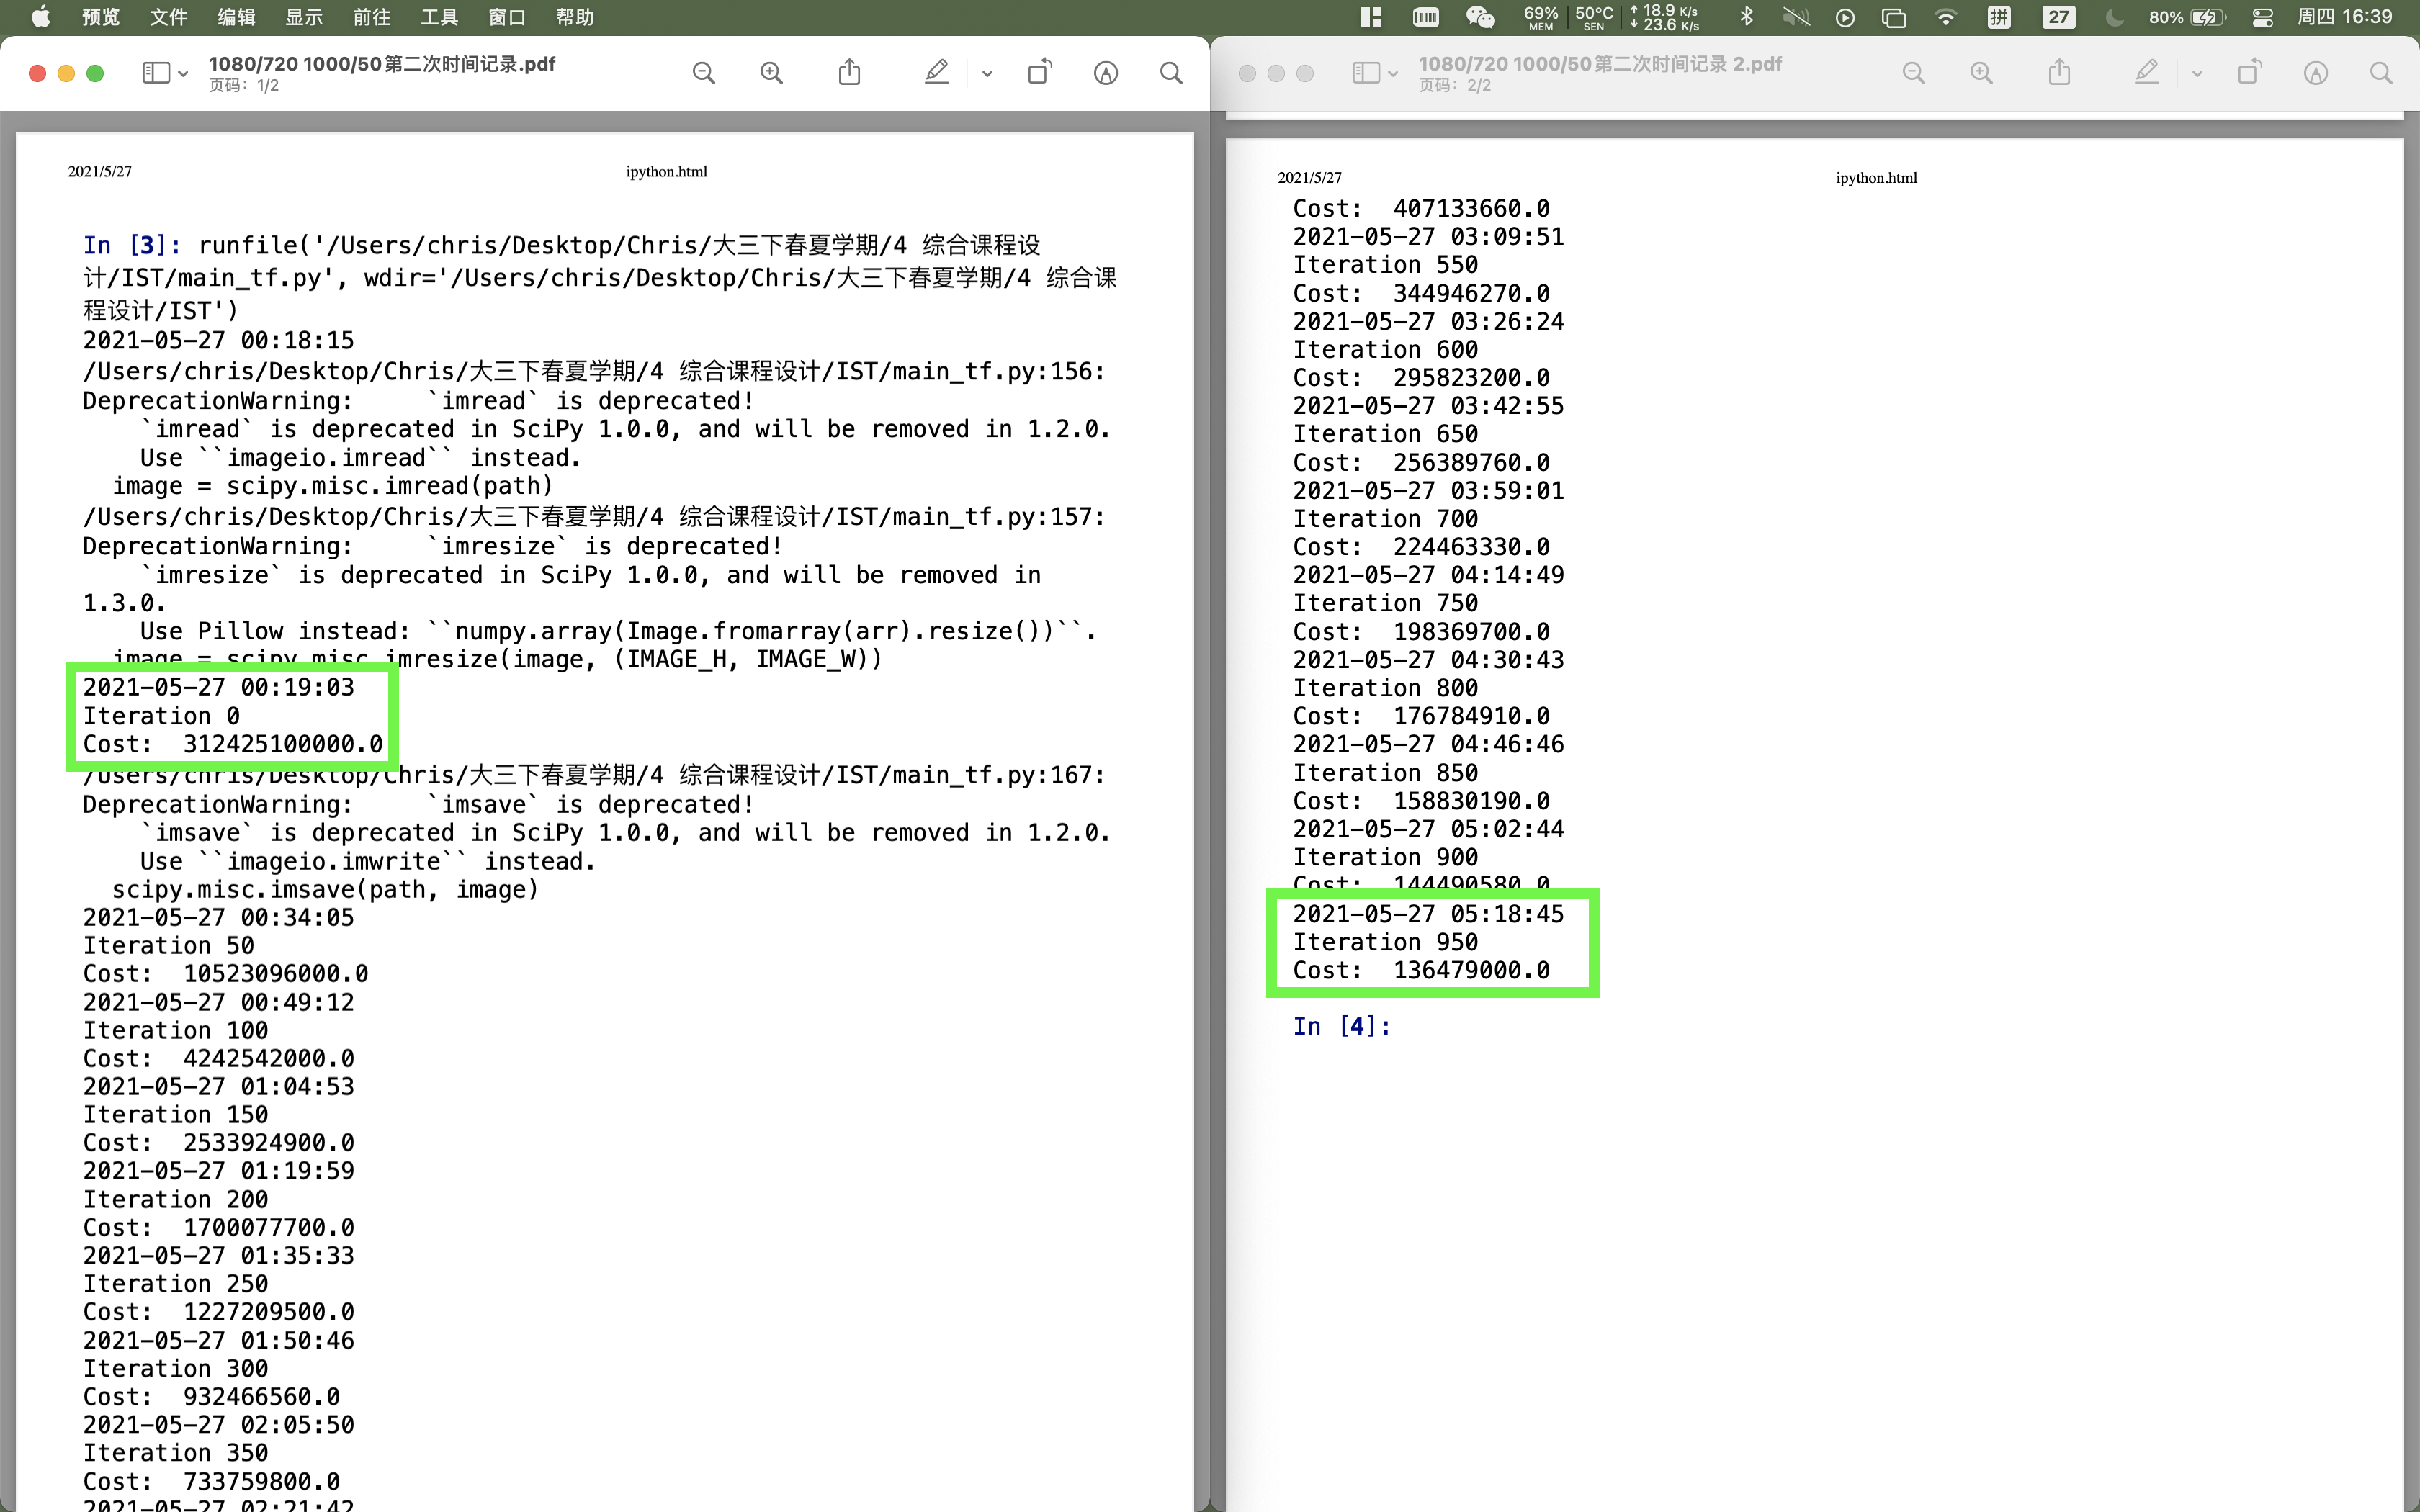 预览 文件 编辑 显示 前往 工具 窗口 帮助
69% MEM 50°C SEN ↑ 18.9 K/s ↓ 23.6 K/s 拼 27 80% 周四 16:39
1080/720 1000/50第二次时间记录.pdf
页码：1/2
2021/5/27 ipython.html
In [3]: runfile('/Users/chris/Desktop/Chris/大三下春夏学期/4 综合课程设
计/IST/main_tf.py', wdir='/Users/chris/Desktop/Chris/大三下春夏学期/4 综合课
程设计/IST')
2021-05-27 00:18:15
/Users/chris/Desktop/Chris/大三下春夏学期/4 综合课程设计/IST/main_tf.py:156:
DeprecationWarning:     `imread` is deprecated!
    `imread` is deprecated in SciPy 1.0.0, and will be removed in 1.2.0.
    Use ``imageio.imread`` instead.
  image = scipy.misc.imread(path)
/Users/chris/Desktop/Chris/大三下春夏学期/4 综合课程设计/IST/main_tf.py:157:
DeprecationWarning:     `imresize` is deprecated!
    `imresize` is deprecated in SciPy 1.0.0, and will be removed in
1.3.0.
    Use Pillow instead: ``numpy.array(Image.fromarray(arr).resize())``.
  image = scipy.misc.imresize(image, (IMAGE_H, IMAGE_W))
2021-05-27 00:19:03
Iteration 0
Cost:  312425100000.0
/Users/chris/Desktop/Chris/大三下春夏学期/4 综合课程设计/IST/main_tf.py:167:
DeprecationWarning:     `imsave` is deprecated!
    `imsave` is deprecated in SciPy 1.0.0, and will be removed in 1.2.0.
    Use ``imageio.imwrite`` instead.
  scipy.misc.imsave(path, image)
2021-05-27 00:34:05
Iteration 50
Cost:  10523096000.0
2021-05-27 00:49:12
Iteration 100
Cost:  4242542000.0
2021-05-27 01:04:53
Iteration 150
Cost:  2533924900.0
2021-05-27 01:19:59
Iteration 200
Cost:  1700077700.0
2021-05-27 01:35:33
Iteration 250
Cost:  1227209500.0
2021-05-27 01:50:46
Iteration 300
Cost:  932466560.0
2021-05-27 02:05:50
Iteration 350
Cost:  733759800.0
2021-05-27 02:21:42
1080/720 1000/50第二次时间记录 2.pdf
页码：2/2
2021/5/27 ipython.html
Cost:  407133660.0
2021-05-27 03:09:51
Iteration 550
Cost:  344946270.0
2021-05-27 03:26:24
Iteration 600
Cost:  295823200.0
2021-05-27 03:42:55
Iteration 650
Cost:  256389760.0
2021-05-27 03:59:01
Iteration 700
Cost:  224463330.0
2021-05-27 04:14:49
Iteration 750
Cost:  198369700.0
2021-05-27 04:30:43
Iteration 800
Cost:  176784910.0
2021-05-27 04:46:46
Iteration 850
Cost:  158830190.0
2021-05-27 05:02:44
Iteration 900
Cost:  144490580.0
2021-05-27 05:18:45
Iteration 950
Cost:  136479000.0
In [4]: